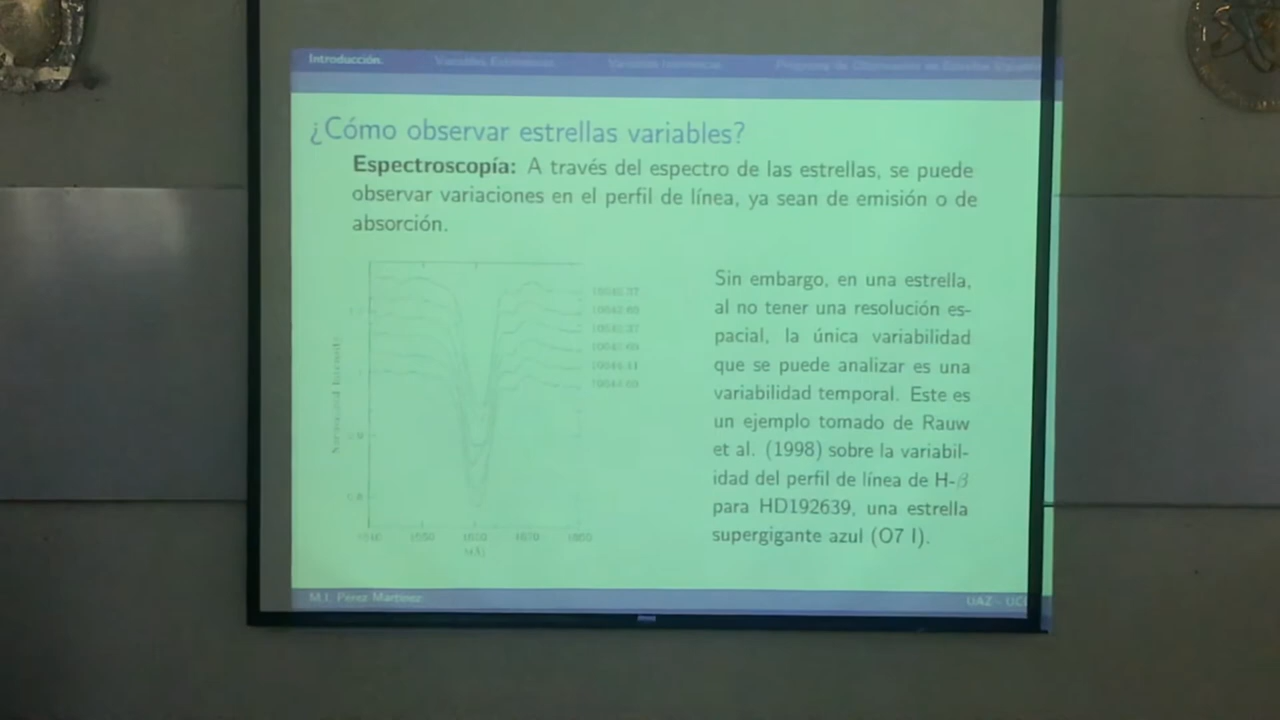 Introducción.
¿Cómo observar estrellas variables?
Espectroscopía: A través del espectro de las estrellas, se puede
observar variaciones en el perfil de línea, ya sean de emisión o de
absorción.
Sin embargo, en una estrella,
al no tener una resolución es-
pacial, la única variabilidad
que se puede analizar es una
variabilidad temporal. Este es
un ejemplo tomado de Rauw
et al. (1998) sobre la variabil-
idad del perfil de línea de H-β
para HD192639, una estrella
supergigante azul (O7 I).
M.I. Pérez Martínez
UAZ -